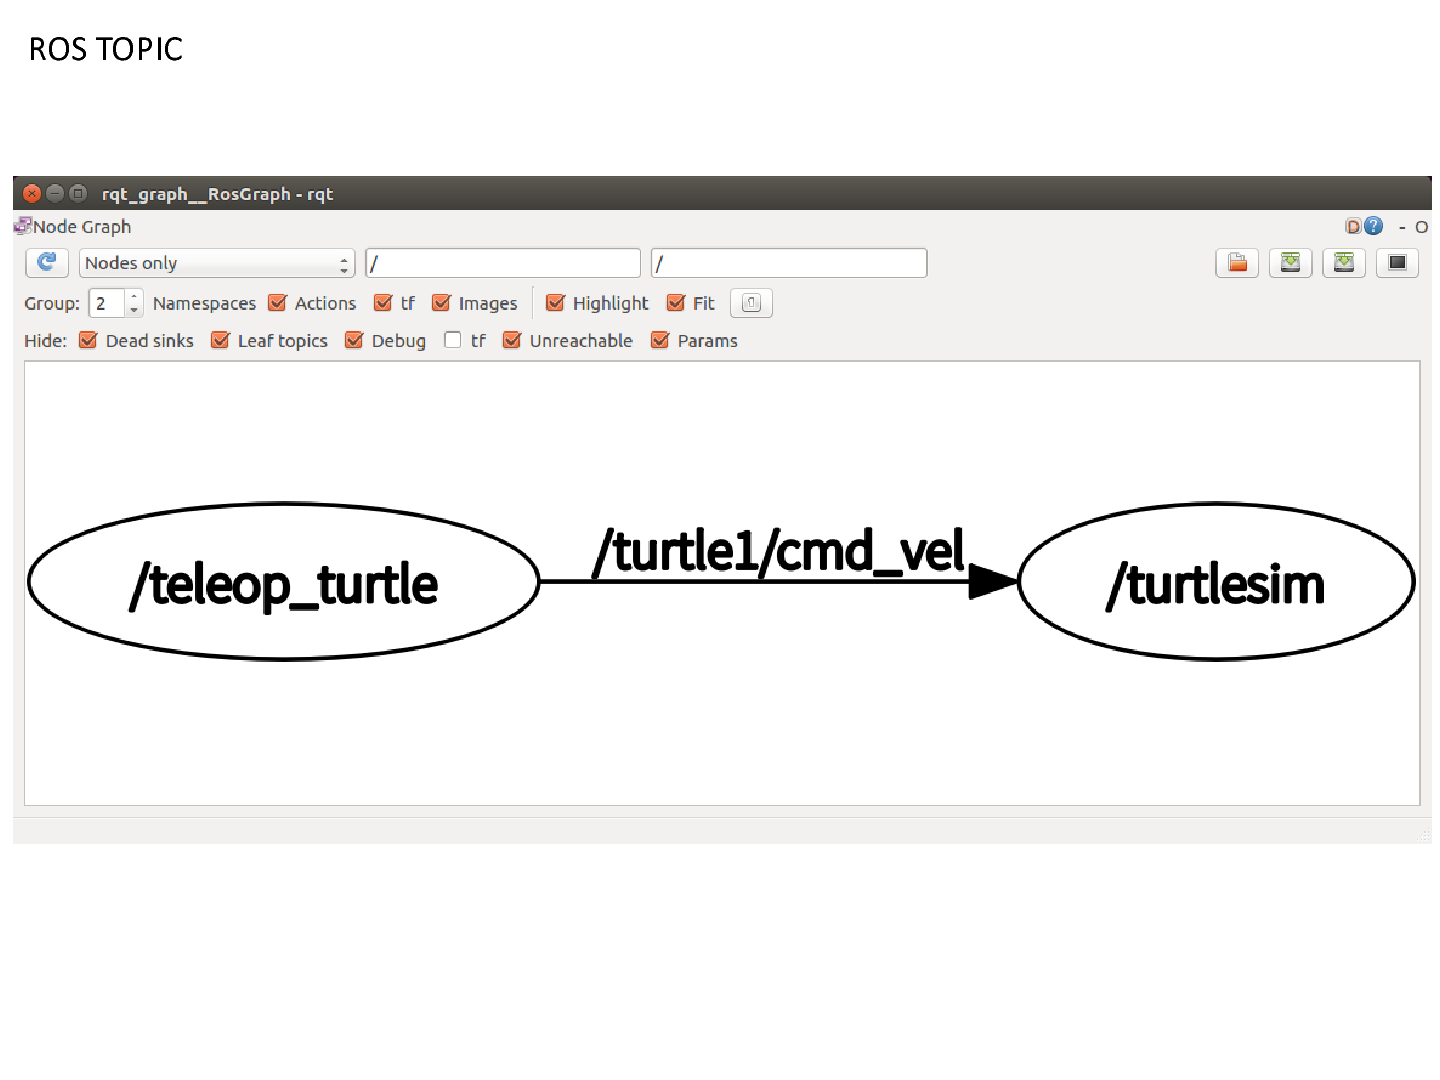 ROS TOPIC
rqt_graph__RosGraph - rqt
Node Graph
D ? - O
Nodes only / /
Group: 2 Namespaces Actions tf Images Highlight Fit
Hide: Dead sinks Leaf topics Debug tf Unreachable Params
/teleop_turtle /turtle1/cmd_vel /turtlesim